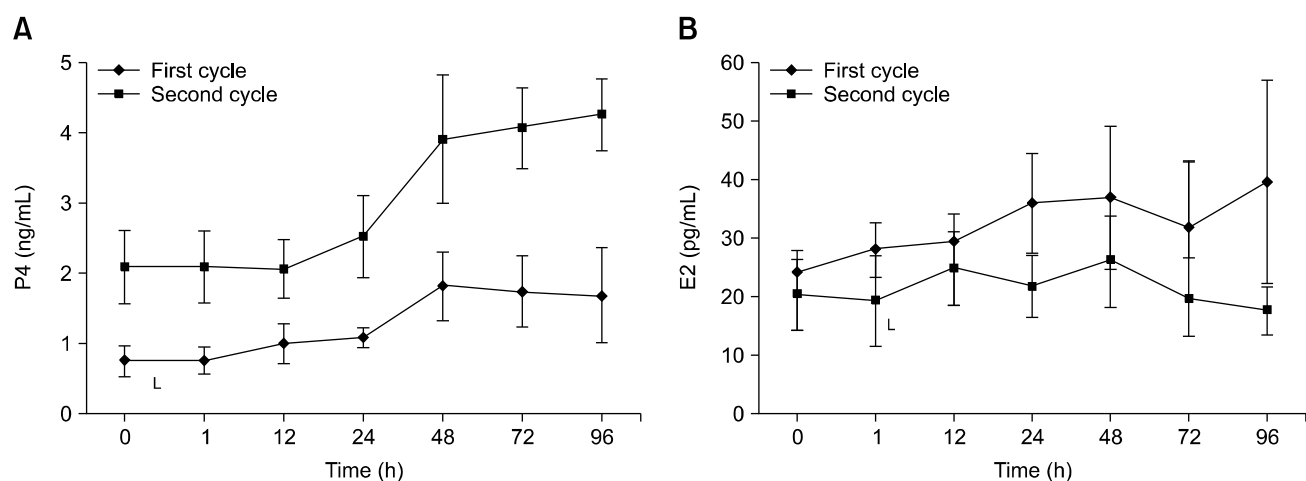 A
First cycle
Second cycle
P4 (ng/mL)
5
4
3
2
1
0
L
0 1 12 24 48 72 96
Time (h)
B
First cycle
Second cycle
E2 (pg/mL)
60
50
40
30
20
10
0
L
0 1 12 24 48 72 96
Time (h)